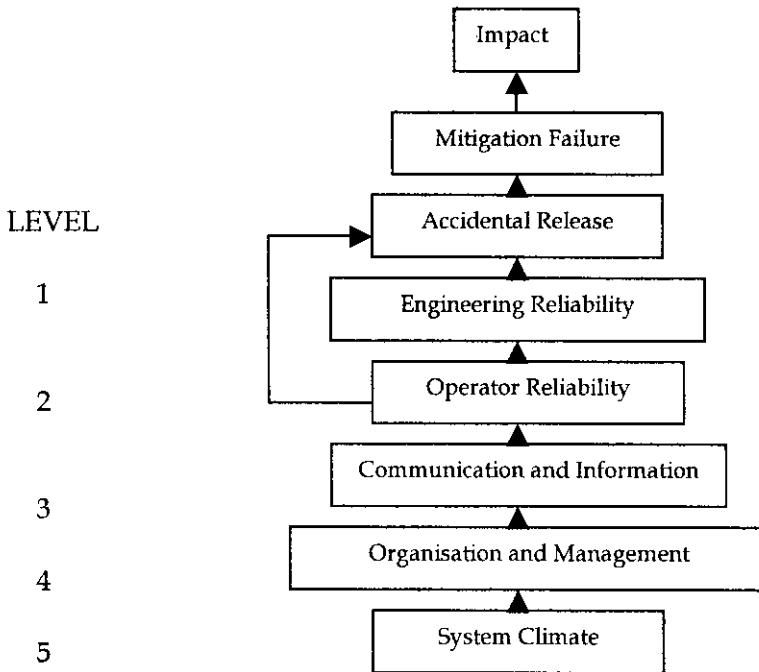 Impact
Mitigation Failure
LEVEL
Accidental Release
1
Engineering Reliability
2
Operator Reliability
Communication and Information
3
Organisation and Management
4
System Climate
5